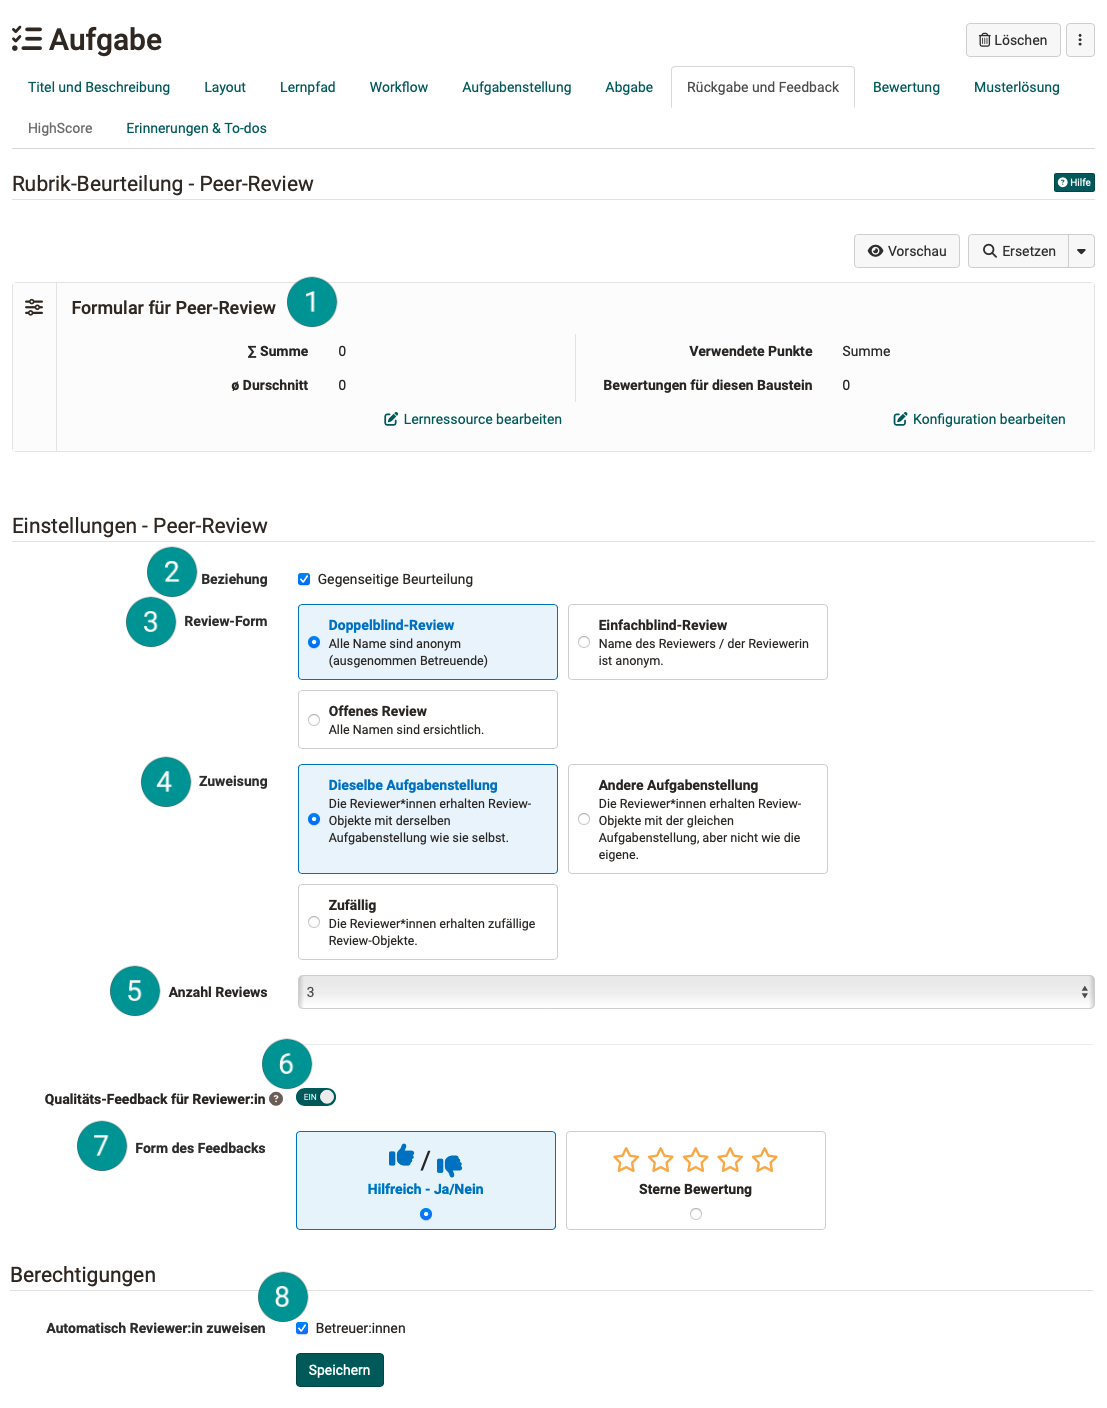 Aufgabe
Löschen
Titel und Beschreibung Layout Lernpfad Workflow Aufgabenstellung Abgabe Rückgabe und Feedback Bewertung Musterlösung
HighScore Erinnerungen & To-dos
Rubrik-Beurteilung - Peer-Review
? Hilfe
Vorschau Ersetzen
Formular für Peer-Review 1
∑ Summe 0 Verwendete Punkte Summe
ø Durschnitt 0 Bewertungen für diesen Baustein 0
Lernressource bearbeiten Konfiguration bearbeiten
Einstellungen - Peer-Review
2 Beziehung Gegenseitige Beurteilung
3 Review-Form
Doppelblind-Review
Alle Name sind anonym
(ausgenommen Betreuende)
Einfachblind-Review
Name des Reviewers / der Reviewerin
ist anonym.
Offenes Review
Alle Namen sind ersichtlich.
4 Zuweisung
Dieselbe Aufgabenstellung
Die Reviewer*innen erhalten Review-
Objekte mit derselben
Aufgabenstellung wie sie selbst.
Andere Aufgabenstellung
Die Reviewer*innen erhalten Review-
Objekte mit der gleichen
Aufgabenstellung, aber nicht wie die
eigene.
Zufällig
Die Reviewer*innen erhalten zufällige
Review-Objekte.
5 Anzahl Reviews 3
6
Qualitäts-Feedback für Reviewer:in ? EIN
7 Form des Feedbacks
/
Hilfreich - Ja/Nein
Sterne Bewertung
Berechtigungen
8
Automatisch Reviewer:in zuweisen Betreuer:innen
Speichern